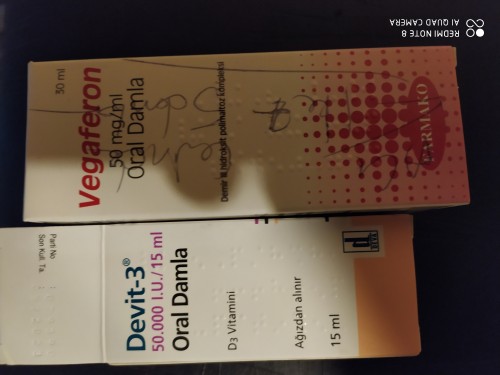 30 ml
Vegaferon
50 mg/ml
Oral Damla
Demir III hidroksit polimaltoz kompleksi
FARMAKO
Parti No
Son Kull. Ta.
Devit-3®
50.000 I.U./15 ml
Oral Damla
D3 Vitamini
Ağızdan alınır
15 ml
DEVA
REDMI NOTE 8
AI QUAD CAMERA